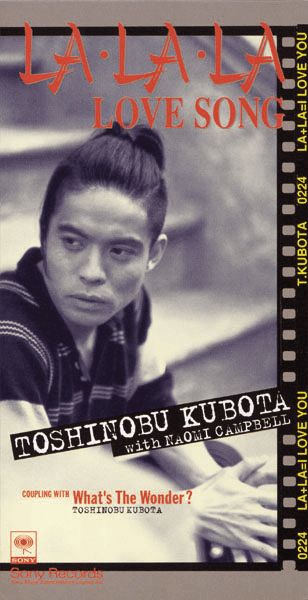 LA・LA・LA
LOVE SONG
TOSHINOBU KUBOTA
with NAOMI CAMPBELL
COUPLING WITH What's The Wonder?
TOSHINOBU KUBOTA
SONY
Sony Records
LA+LA=I LOVE YOU
0224
T.KUBOTA
LA+LA=I LOVE YOU
0224